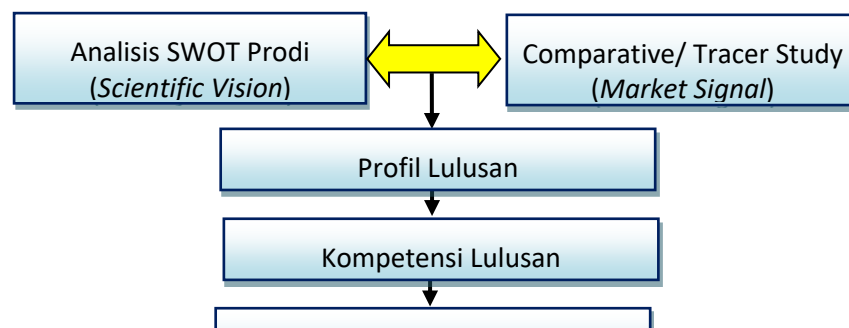 Analisis SWOT Prodi
(Scientific Vision)
Comparative/ Tracer Study
(Market Signal)
Profil Lulusan
Kompetensi Lulusan